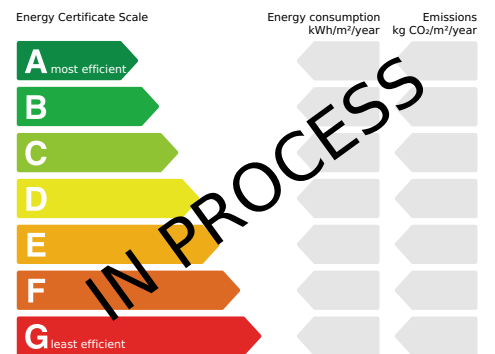 Energy Certificate Scale
Energy consumption
kWh/m²/year
Emissions
kg CO₂/m²/year
A most efficient
B
C
D
E
F
G least efficient
IN PROCESS